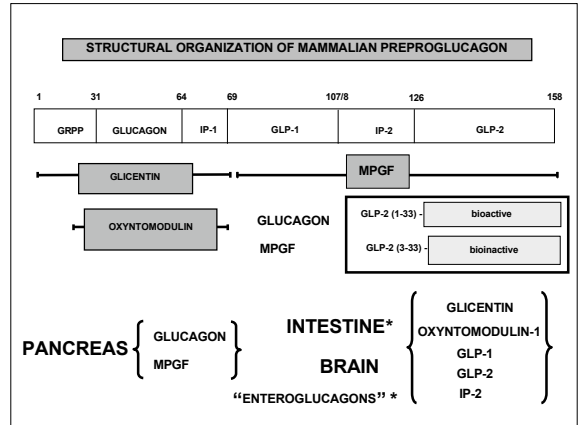 STRUCTURAL ORGANIZATION OF MAMMALIAN PREPROGLUCAGON
1 31 64 69 107/8 126 158
GRPP GLUCAGON IP-1 GLP-1 IP-2 GLP-2
GLICENTIN
MPGF
OXYNTOMODULIN
GLUCAGON
MPGF
GLP-2 (1-33) - bioactive
GLP-2 (3-33) - bioinactive
PANCREAS
GLUCAGON
MPGF
INTESTINE*
BRAIN
“ENTEROGLUCAGONS” *
GLICENTIN
OXYNTOMODULIN-1
GLP-1
GLP-2
IP-2